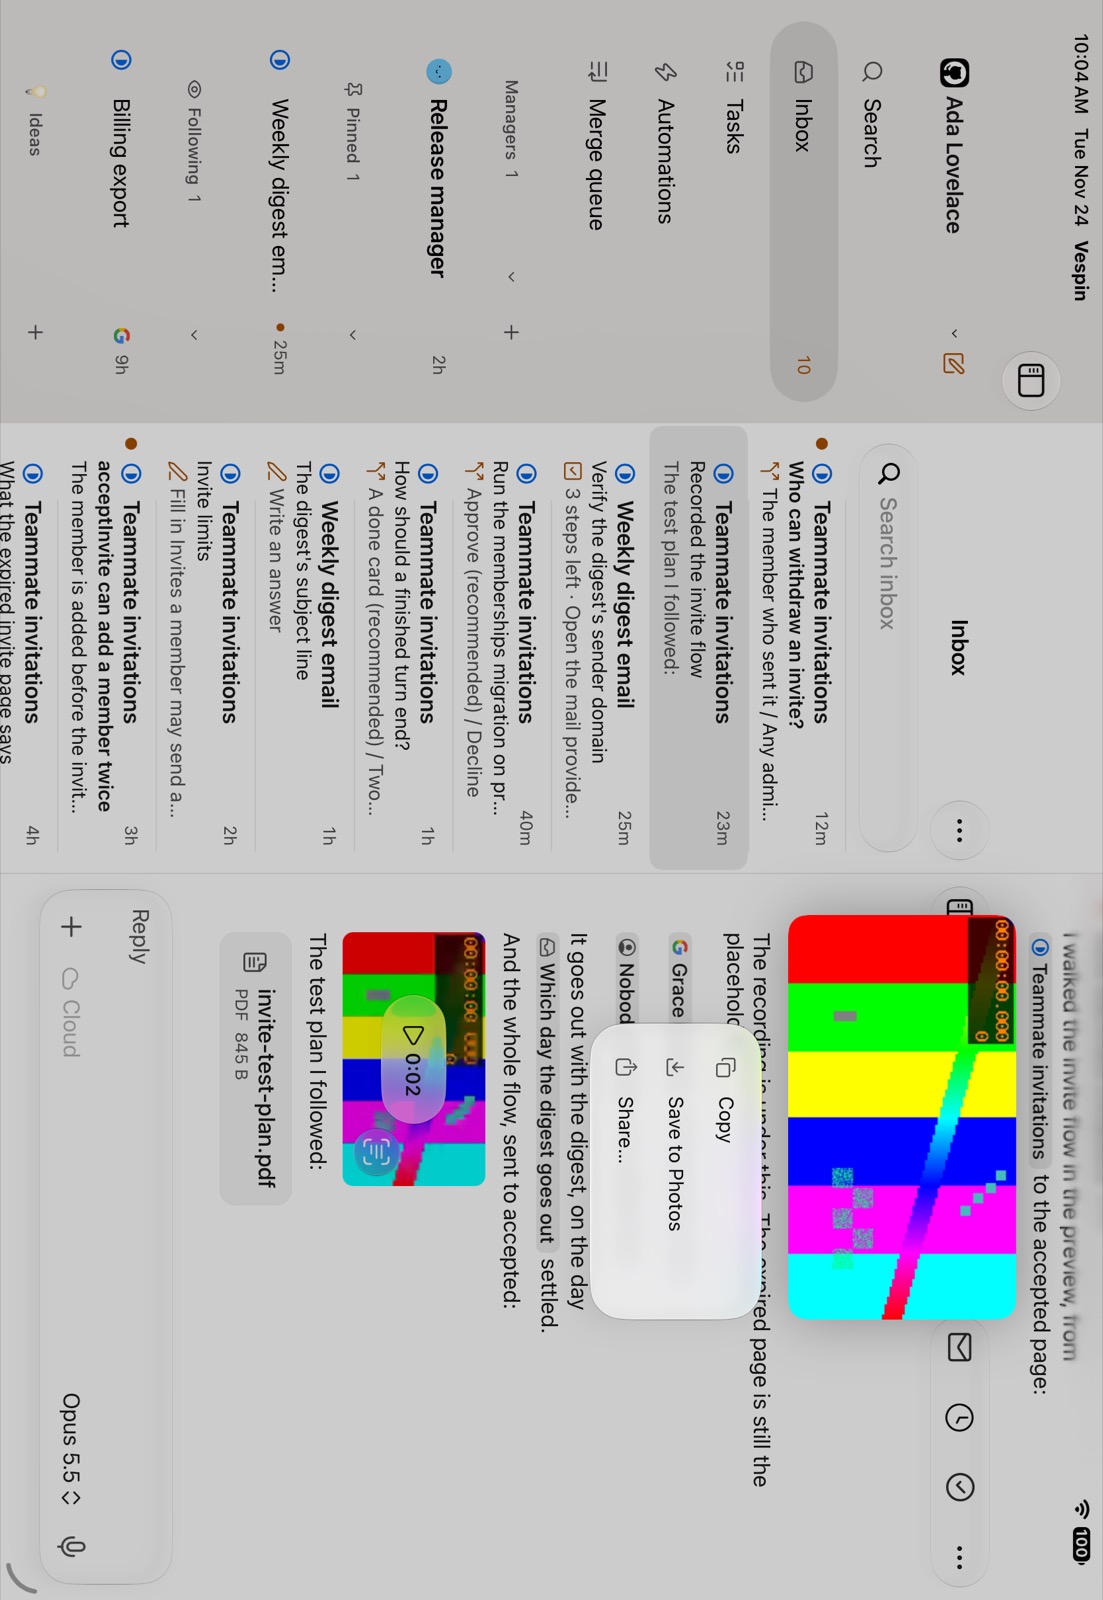 10:04 AM Tue Nov 24 Vespin
100
Ada Lovelace
Search
Inbox 10
Tasks
Automations
Merge queue
Managers 1
Release manager 2h
Pinned 1
Weekly digest em... 25m
Following 1
Billing export 9h
Ideas
Inbox
Search inbox
Teammate invitations 12m
Who can withdraw an invite?
The member who sent it / Any admi...
Teammate invitations 23m
Recorded the invite flow
The test plan I followed:
Weekly digest email 25m
Verify the digest's sender domain
3 steps left · Open the mail provide...
Teammate invitations 40m
Run the memberships migration on pr...
Approve (recommended) / Decline
Teammate invitations 1h
How should a finished turn end?
A done card (recommended) / Two...
Weekly digest email 1h
The digest's subject line
Write an answer
Teammate invitations 2h
Invite limits
Fill in Invites a member may send a...
Teammate invitations 3h
acceptInvite can add a member twice
The member is added before the invit...
Teammate invitations 4h
What the expired invite page says
I walked the invite flow in the preview, from
Teammate invitations to the accepted page:
00:00:00.000
0
The recording is under this. The expired page is still the
Copy
Save to Photos
Share...
Grace
It goes out with the digest, on the day
Which day the digest goes out settled.
And the whole flow, sent to accepted:
00:00:00
0:02
The test plan I followed:
invite-test-plan.pdf
PDF 845 B
Reply
Cloud
Opus 5.5